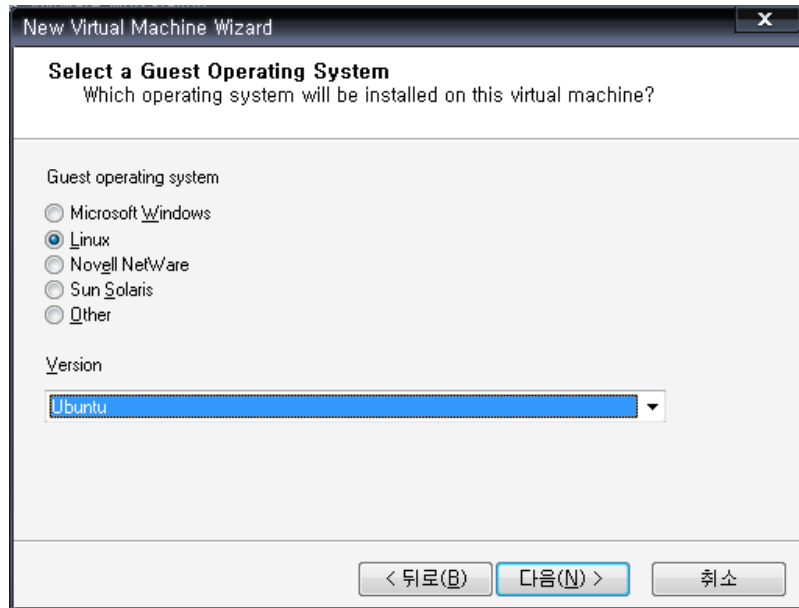 New Virtual Machine Wizard
x
Select a Guest Operating System
Which operating system will be installed on this virtual machine?
Guest operating system
Microsoft Windows
Linux
Novell NetWare
Sun Solaris
Other
Version
Ubuntu
< 뒤로(B)
다음(N) >
취소